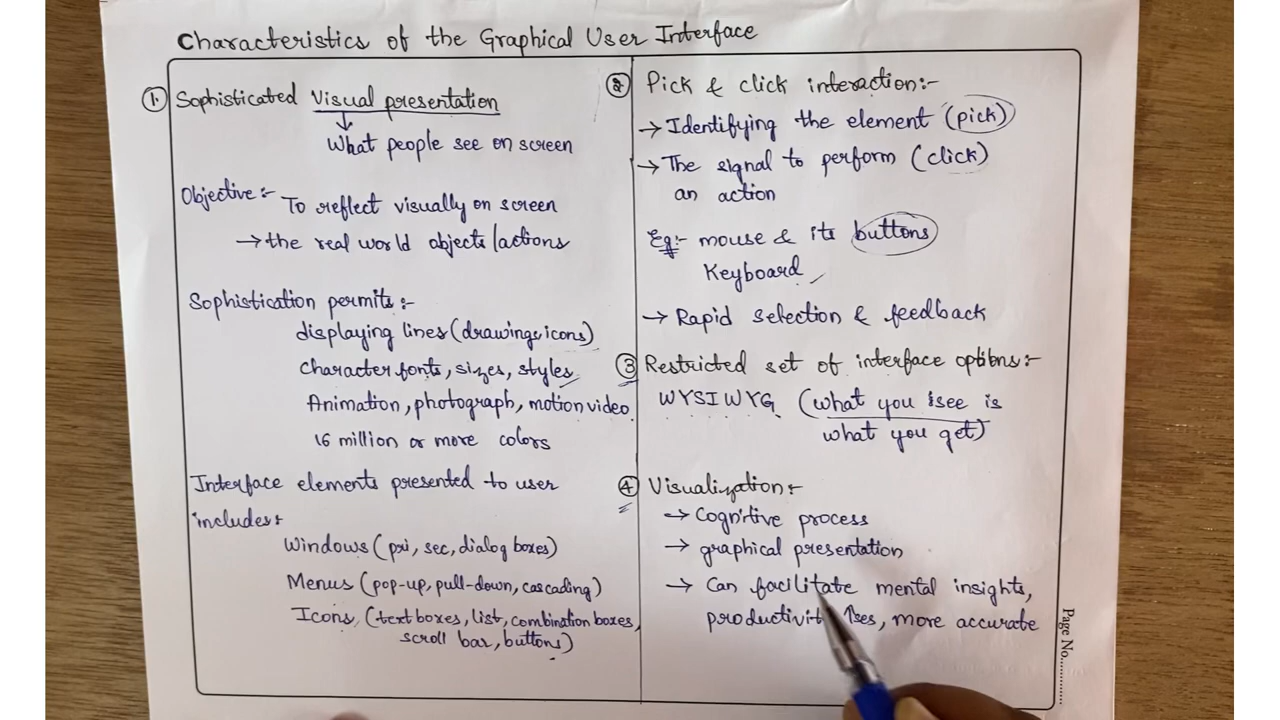 Characteristics of the Graphical User Interface
1. Sophisticated Visual presentation
What people see on screen
Objective:- To reflect visually on screen
→ the real world objects/actions
Sophistication permits:-
displaying lines (drawings icons)
Character fonts, sizes, styles
Animation, photograph, motion video
16 million or more colors
Interface elements presented to user
includes:
Windows (pri, sec, dialog boxes)
Menus (pop-up, pull-down, cascading)
Icons, (text boxes, list, combination boxes,
scroll bar, buttons)
2 Pick & click interaction:-
→ Identifying the element (pick)
→ The signal to perform (click)
an action
Eg:- mouse & its buttons
Keyboard
→ Rapid selection & feedback
3 Restricted set of interface options:-
WYSIWYG (what you see is
what you get)
4 Visualization:-
→ Cognitive process
→ graphical presentation
→ Can facilitate mental insights,
more accurate
Page No..............